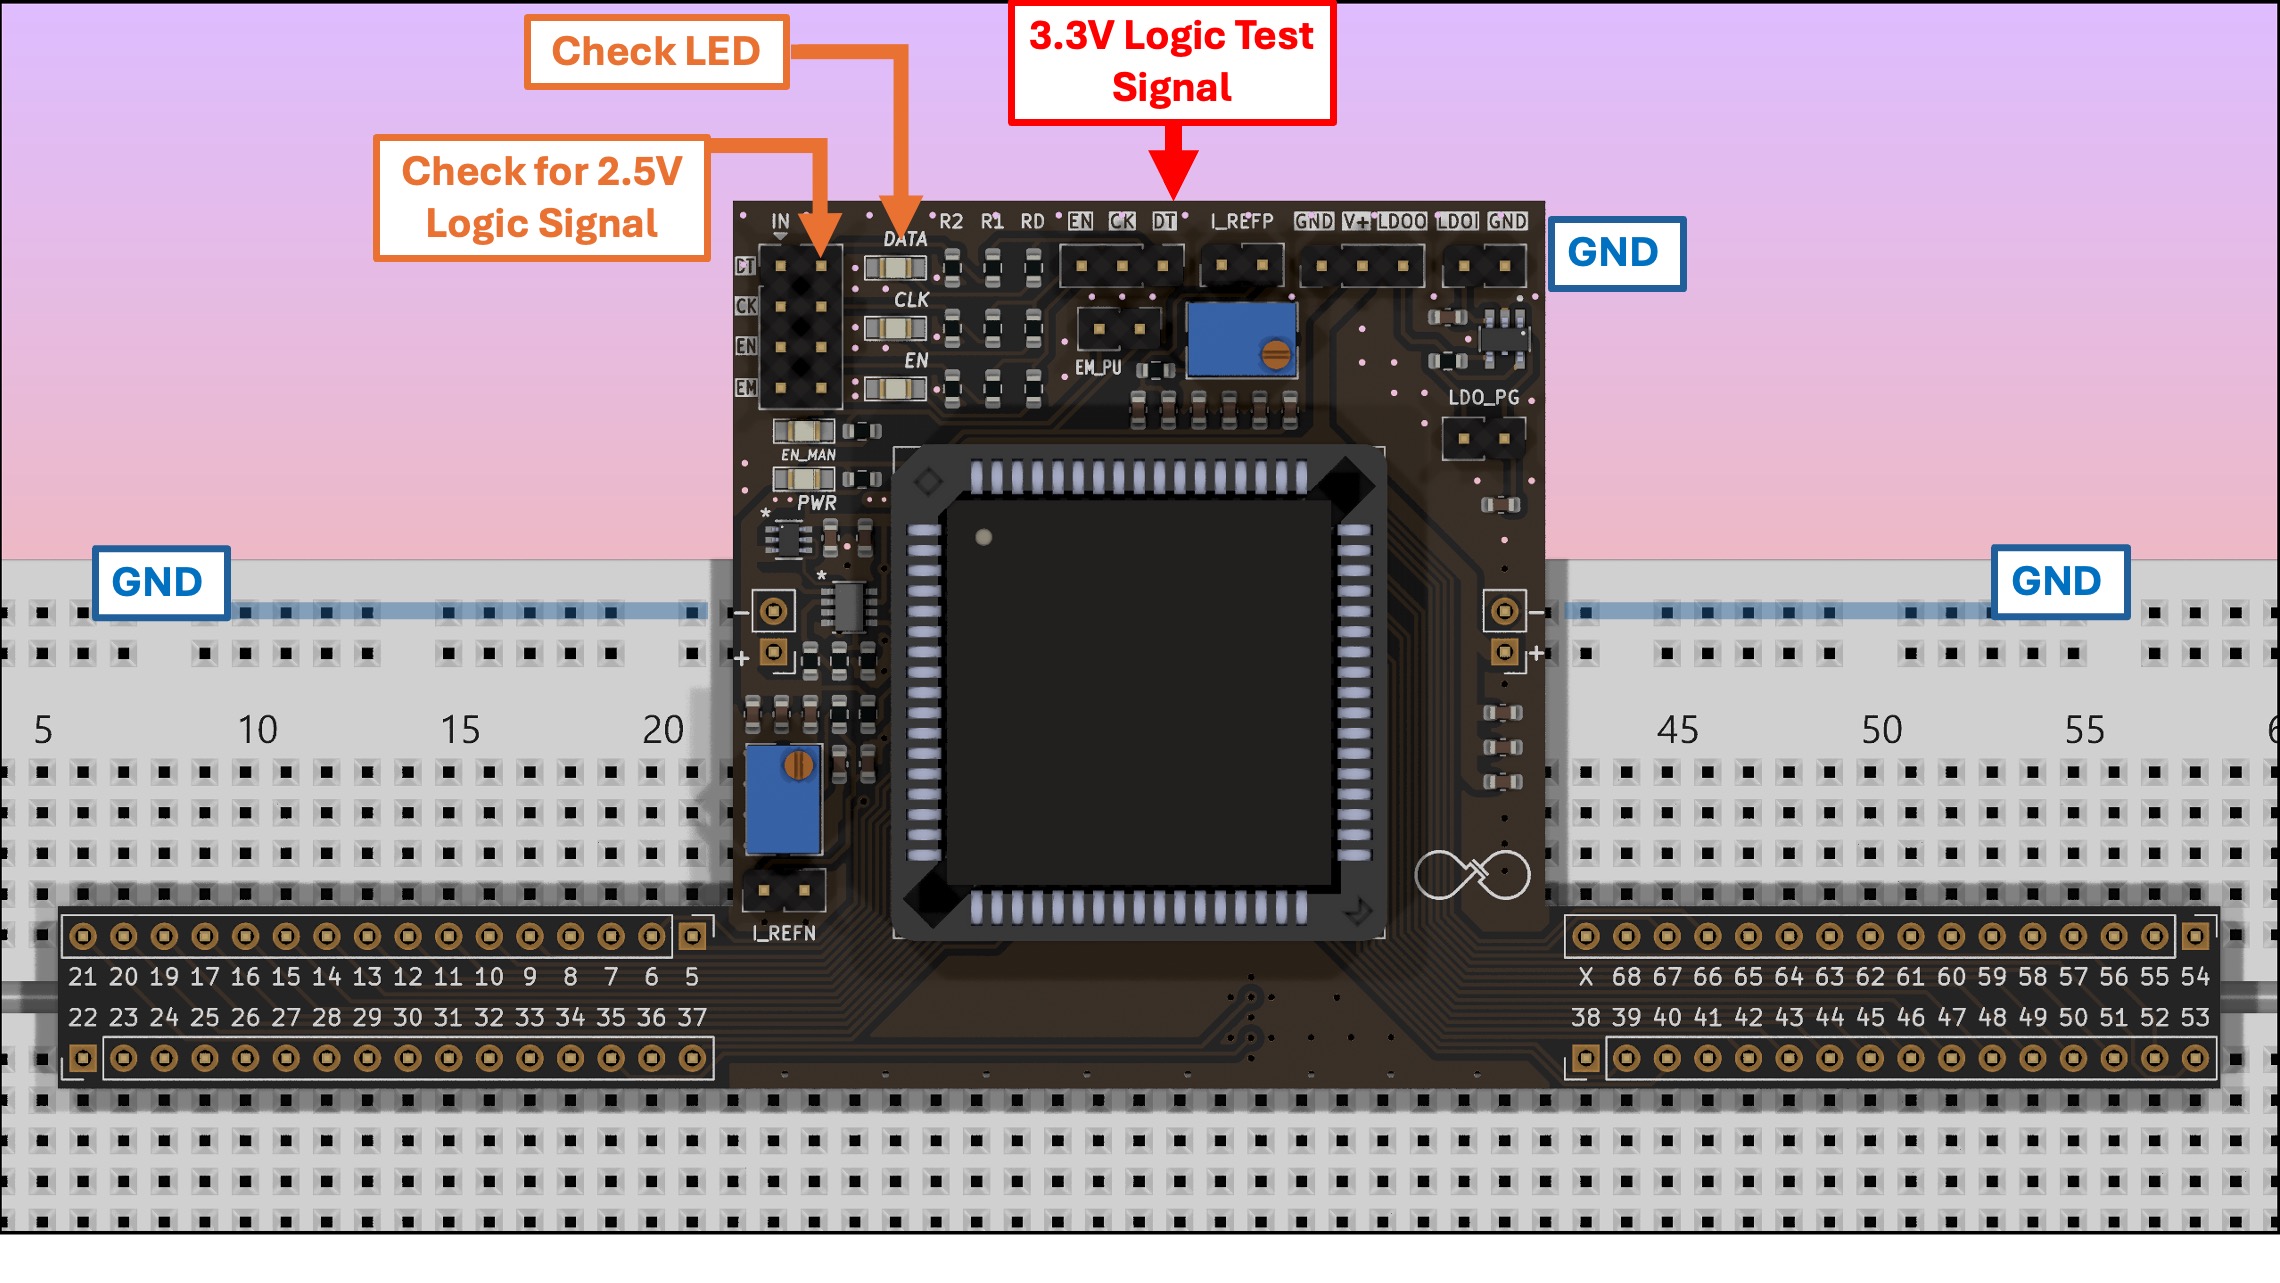 Check LED
3.3V Logic Test
Signal
Check for 2.5V
Logic Signal
GND
IN
DATA
R2 R1 RD
EN CK DT
I_REFP
GND V+ LDOO
LDOI GND
DT
CK
EN
EM
CLK
EN
EM_PU
LDO_PG
EN_MAN
PWR
*
*
GND
GND
-
+
-
+
5 10 15 20
45 50 55 6
I_REFN
21 20 19 17 16 15 14 13 12 11 10 9 8 7 6 5
22 23 24 25 26 27 28 29 30 31 32 33 34 35 36 37
X 68 67 66 65 64 63 62 61 60 59 58 57 56 55 54
38 39 40 41 42 43 44 45 46 47 48 49 50 51 52 53